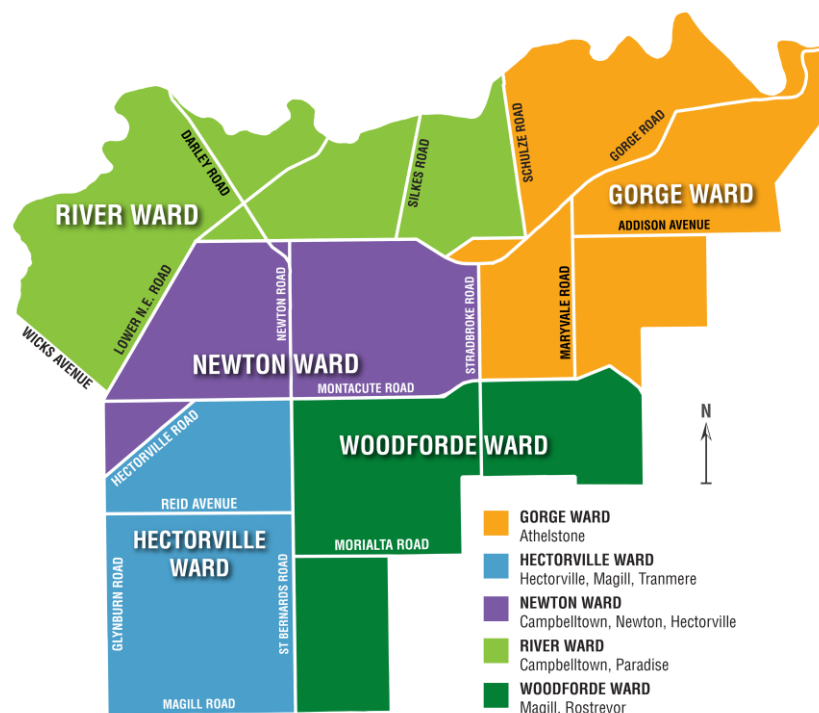 DARLEY ROAD
SILKES ROAD
SCHULZE ROAD
GORGE ROAD
RIVER WARD
GORGE WARD
ADDISON AVENUE
LOWER N.E. ROAD
NEWTON ROAD
STRADBROKE ROAD
MARYVALE ROAD
WICKS AVENUE
NEWTON WARD
MONTACUTE ROAD
N
HECTORVILLE ROAD
WOODFORDE WARD
REID AVENUE
HECTORVILLE
WARD
MORIALTA ROAD
GLYNBURN ROAD
ST BERNARDS ROAD
MAGILL ROAD
GORGE WARD
Athelstone
HECTORVILLE WARD
Hectorville, Magill, Tranmere
NEWTON WARD
Campbelltown, Newton, Hectorville
RIVER WARD
Campbelltown, Paradise
WOODFORDE WARD
Magill, Rostrevor